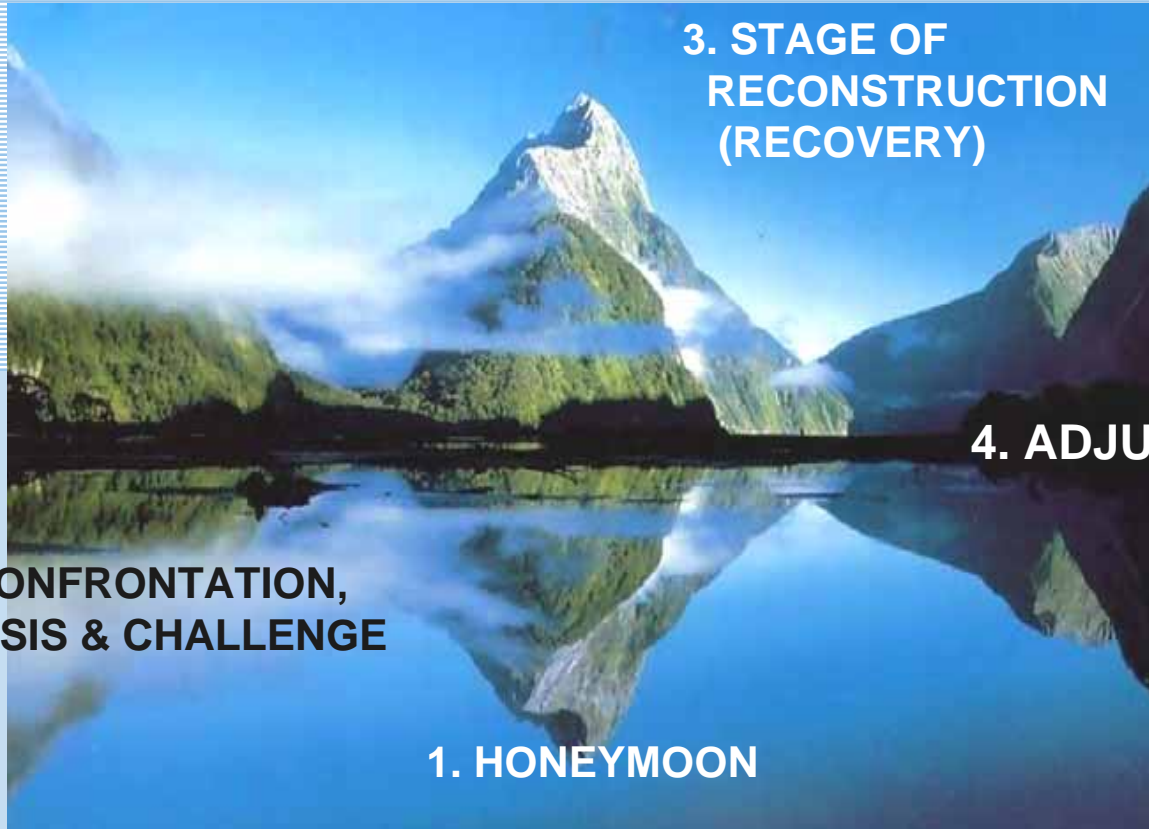 3. STAGE OF
RECONSTRUCTION
(RECOVERY)
4. ADJU
ONFRONTATION,
SIS & CHALLENGE
1. HONEYMOON